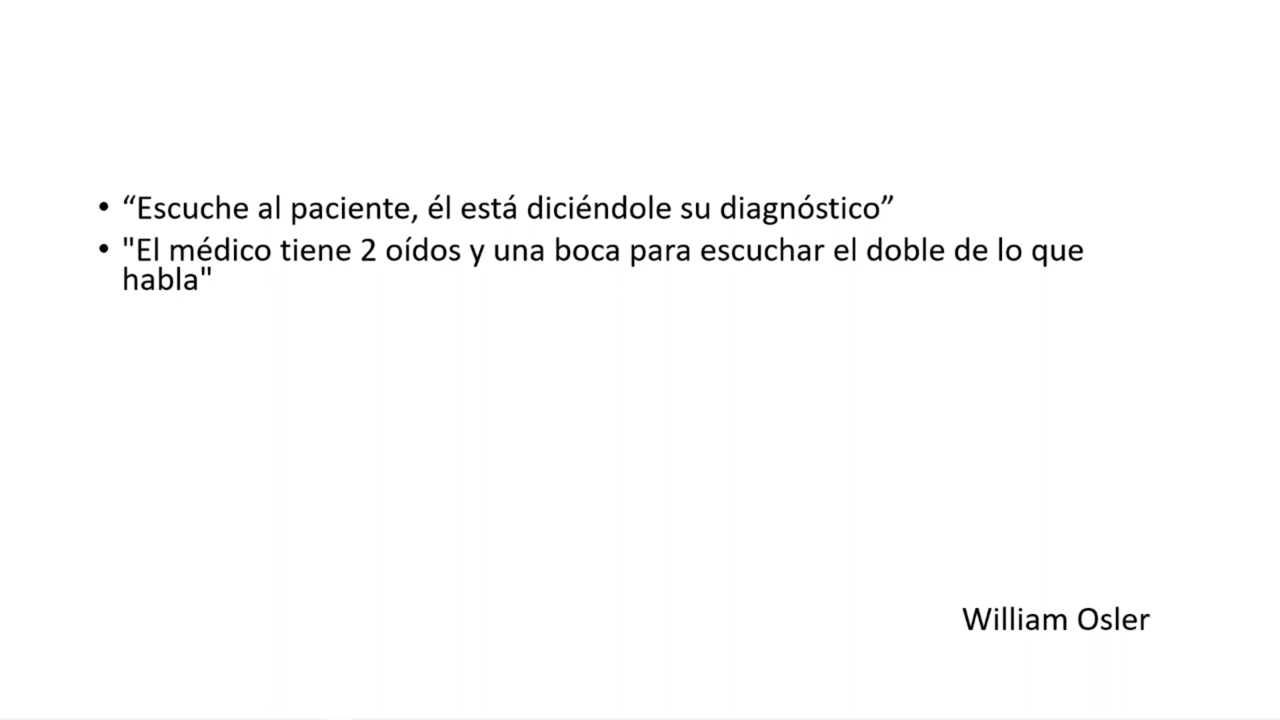 • “Escuche al paciente, él está diciéndole su diagnóstico”
• "El médico tiene 2 oídos y una boca para escuchar el doble de lo que
habla"
William Osler